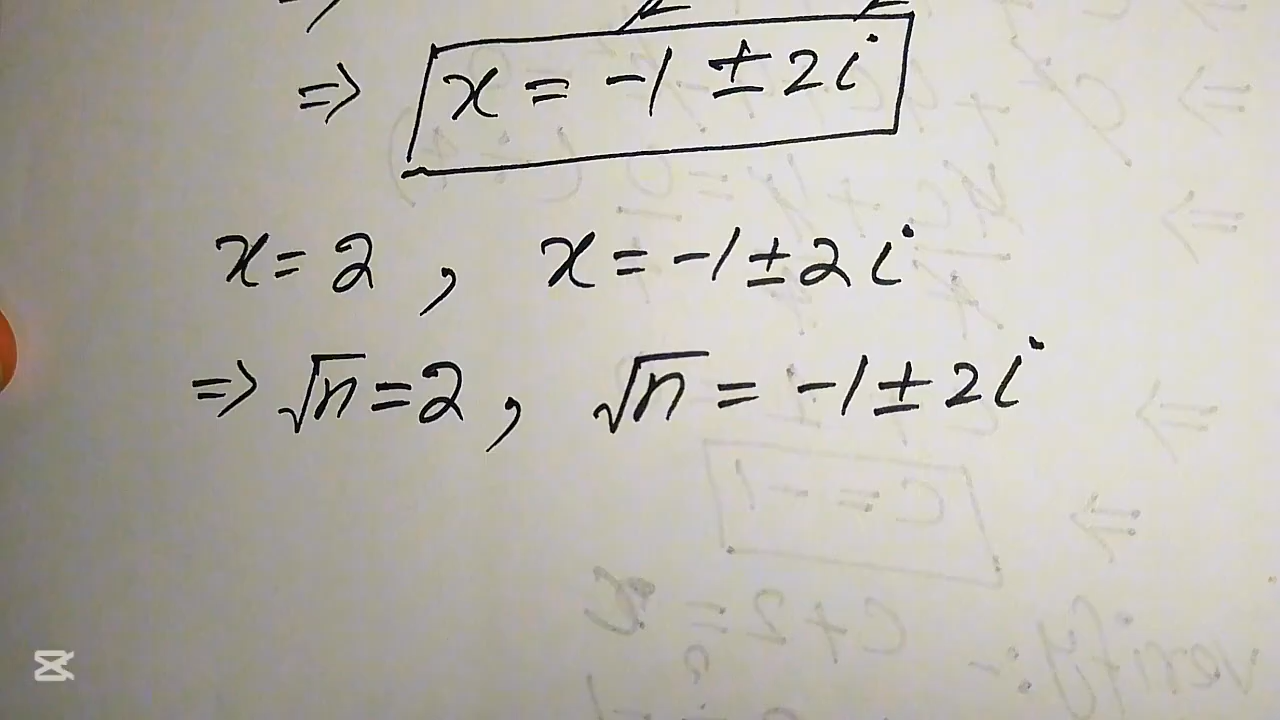 ⇒ x = -1 ± 2i
x = 2 , x = -1 ± 2i
⇒ √n = 2 , √n = -1 ± 2i